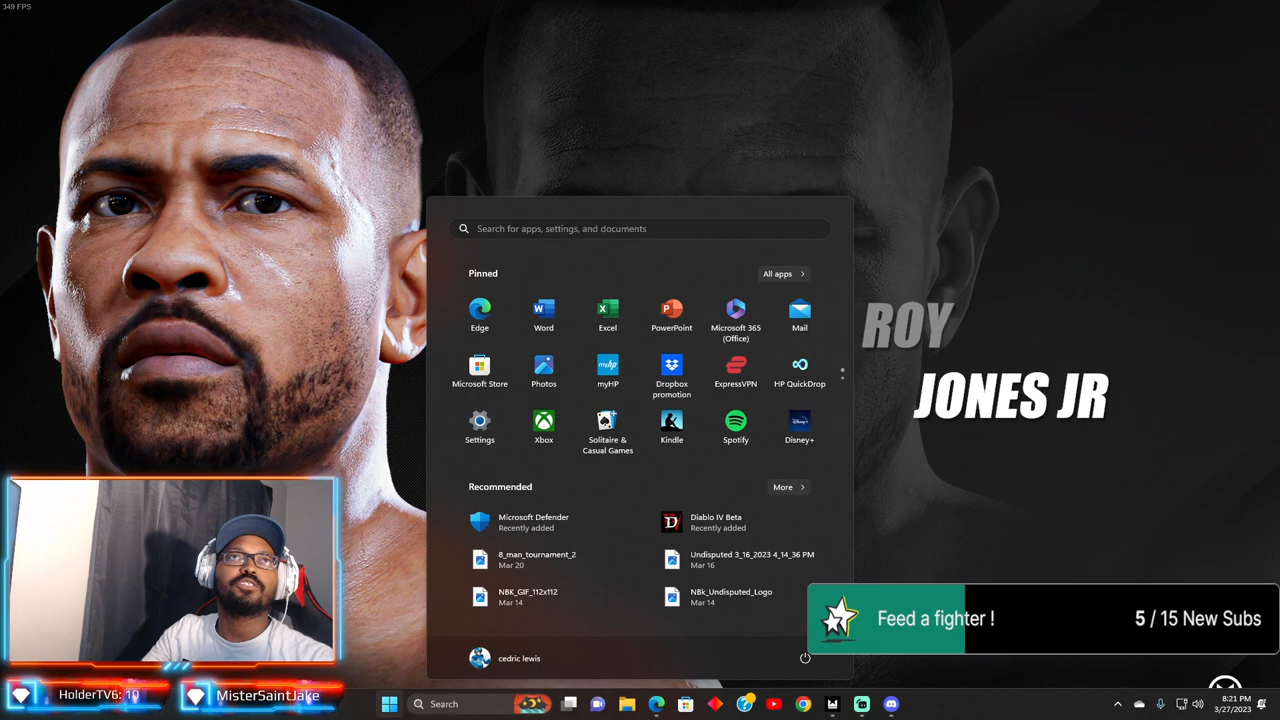 349 FPS
Search for apps, settings, and documents
Pinned
All apps
Edge
Word
Excel
PowerPoint
Microsoft 365
(Office)
Mail
Microsoft Store
Photos
myhp
myHP
Dropbox
promotion
ExpressVPN
HP QuickDrop
Settings
Xbox
Solitaire &
Casual Games
Kindle
Spotify
Disney+
ROY
JONES JR
Recommended
More
Microsoft Defender
Recently added
Diablo IV Beta
Recently added
8_man_tournament_2
Mar 20
Undisputed 3_16_2023 4_14_36 PM
Mar 16
NBK_GIF_112x112
Mar 14
NBk_Undisputed_Logo
Mar 14
Feed a fighter !
5 / 15 New Subs
cedric lewis
HolderTV6: 10
MisterSaintJake
Search
8:21 PM
3/27/2023